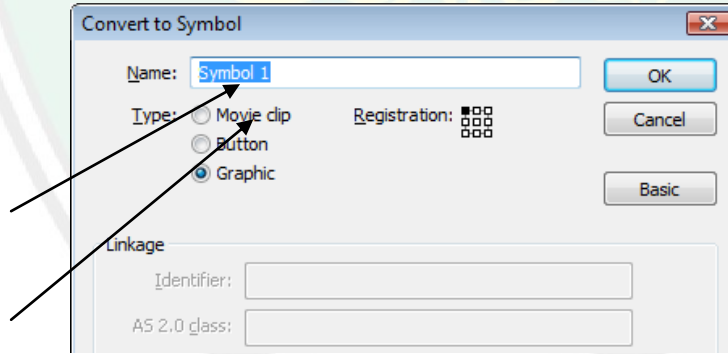 Convert to Symbol
Name: Symbol 1 OK
Type: Movie clip Registration: Cancel
Button
Graphic Basic
Linkage
Identifier:
AS 2.0 class: